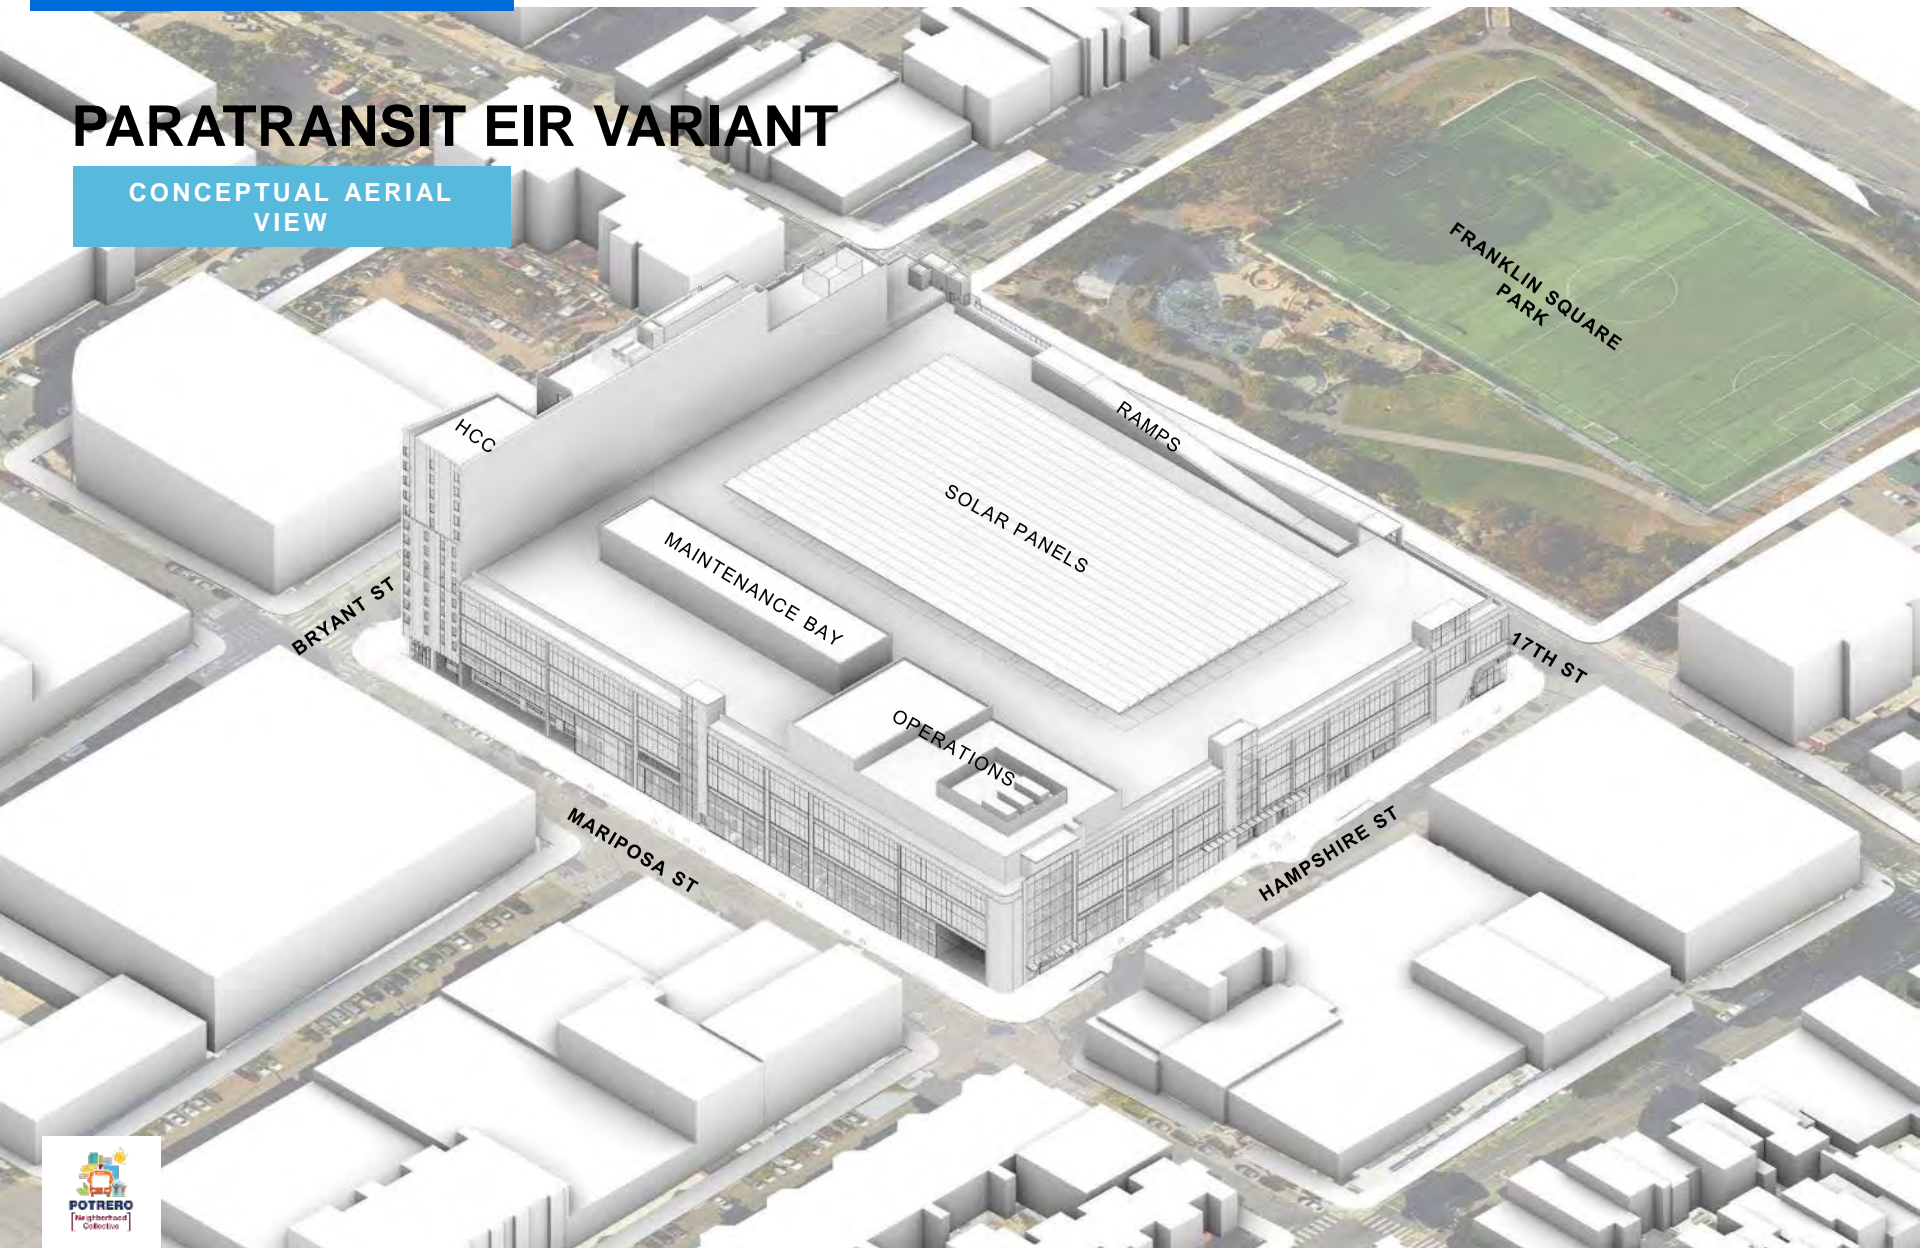 PARATRANSIT EIR VARIANT
CONCEPTUAL AERIAL
VIEW
FRANKLIN SQUARE
PARK
RAMPS
HCC
SOLAR PANELS
MAINTENANCE BAY
BRYANT ST
17TH ST
OPERATIONS
MARIPOSA ST
HAMPSHIRE ST
POTRERO
[Neighborhood
Collective]